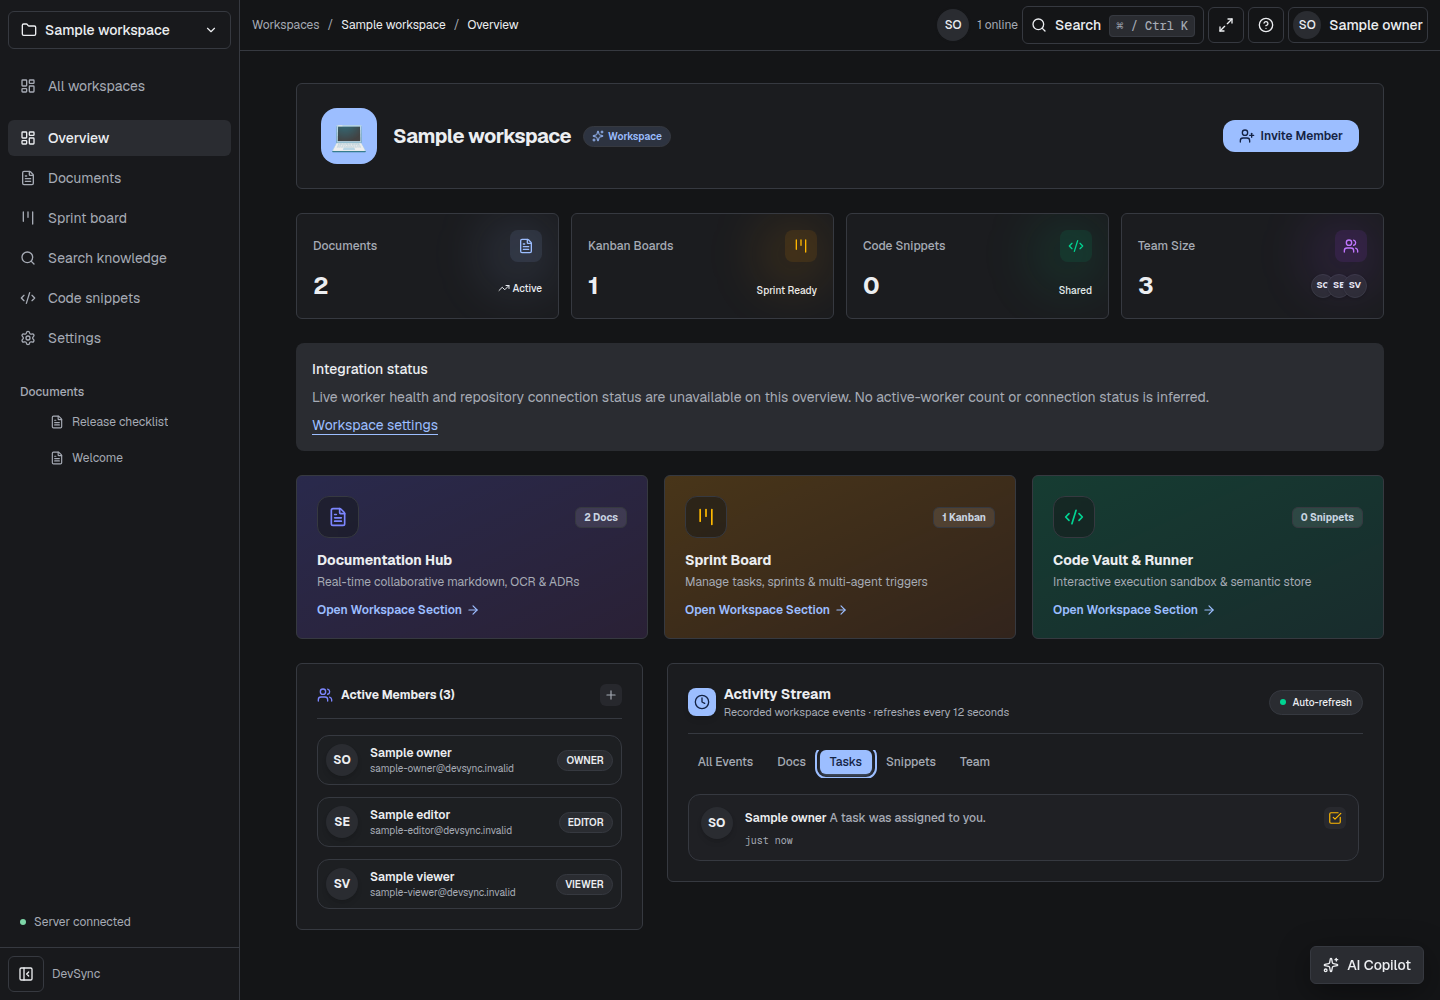 Sample workspace
All workspaces
Overview
Documents
Sprint board
Search knowledge
Code snippets
Settings
Documents
Release checklist
Welcome
Server connected
DevSync
Workspaces / Sample workspace / Overview
SO 1 online
Search ⌘ / Ctrl K
SO Sample owner
Sample workspace
Workspace
Invite Member
Documents
2
Active
Kanban Boards
1
Sprint Ready
Code Snippets
0
Shared
Team Size
3
SO SE SV
Integration status
Live worker health and repository connection status are unavailable on this overview. No active-worker count or connection status is inferred.
Workspace settings
2 Docs
Documentation Hub
Real-time collaborative markdown, OCR & ADRs
Open Workspace Section
1 Kanban
Sprint Board
Manage tasks, sprints & multi-agent triggers
Open Workspace Section
0 Snippets
Code Vault & Runner
Interactive execution sandbox & semantic store
Open Workspace Section
Active Members (3)
SO
Sample owner
sample-owner@devsync.invalid
OWNER
SE
Sample editor
sample-editor@devsync.invalid
EDITOR
SV
Sample viewer
sample-viewer@devsync.invalid
VIEWER
Activity Stream
Recorded workspace events · refreshes every 12 seconds
Auto-refresh
All Events Docs Tasks Snippets Team
SO
Sample owner A task was assigned to you.
just now
AI Copilot